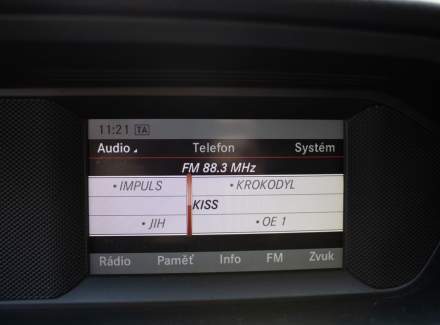 11:21 TA
Audio Telefon Systém
FM 88.3 MHz
• IMPULS • KROKODYL
KISS
• JIH • OE 1
Rádio Paměť Info FM Zvuk